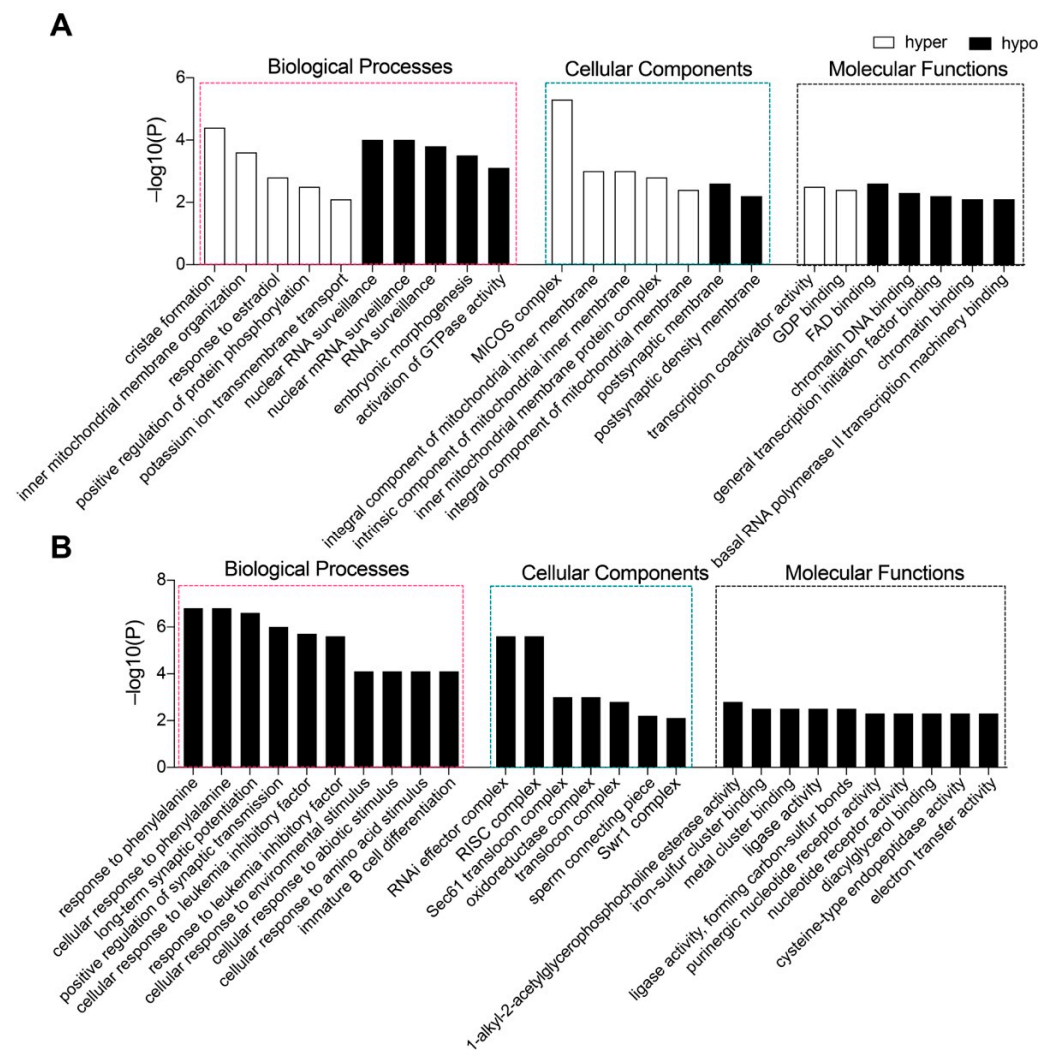 A
hyper
hypo
Biological Processes
Cellular Components
Molecular Functions
–log10(P)
6
4
2
0
cristae formation
inner mitochondrial membrane organization
response to estradiol
positive regulation of protein phosphorylation
potassium ion transmembrane transport
nuclear RNA surveillance
nuclear mRNA surveillance
RNA surveillance
embryonic morphogenesis
activation of GTPase activity
MICOS complex
integral component of mitochondrial inner membrane
intrinsic component of mitochondrial inner membrane
inner mitochondrial membrane protein complex
integral component of mitochondrial membrane
postsynaptic membrane
postsynaptic density membrane
transcription coactivator activity
GDP binding
FAD binding
chromatin DNA binding
general transcription initiation factor binding
chromatin binding
basal RNA polymerase II transcription machinery binding
B
Biological Processes
Cellular Components
Molecular Functions
–log10(P)
8
6
4
2
0
response to phenylalanine
cellular response to phenylalanine
long-term synaptic potentiation
positive regulation of synaptic transmission
cellular response to leukemia inhibitory factor
response to leukemia inhibitory factor
cellular response to environmental stimulus
cellular response to abiotic stimulus
cellular response to amino acid stimulus
immature B cell differentiation
RNAi effector complex
RISC complex
Sec61 translocon complex
oxidoreductase complex
translocon complex
sperm connecting piece
Swr1 complex
1-alkyl-2-acetylglycerophosphocholine esterase activity
iron-sulfur cluster binding
metal cluster binding
ligase activity
ligase activity, forming carbon-sulfur bonds
purinergic nucleotide receptor activity
nucleotide receptor activity
diacylglycerol binding
cysteine-type endopeptidase activity
electron transfer activity